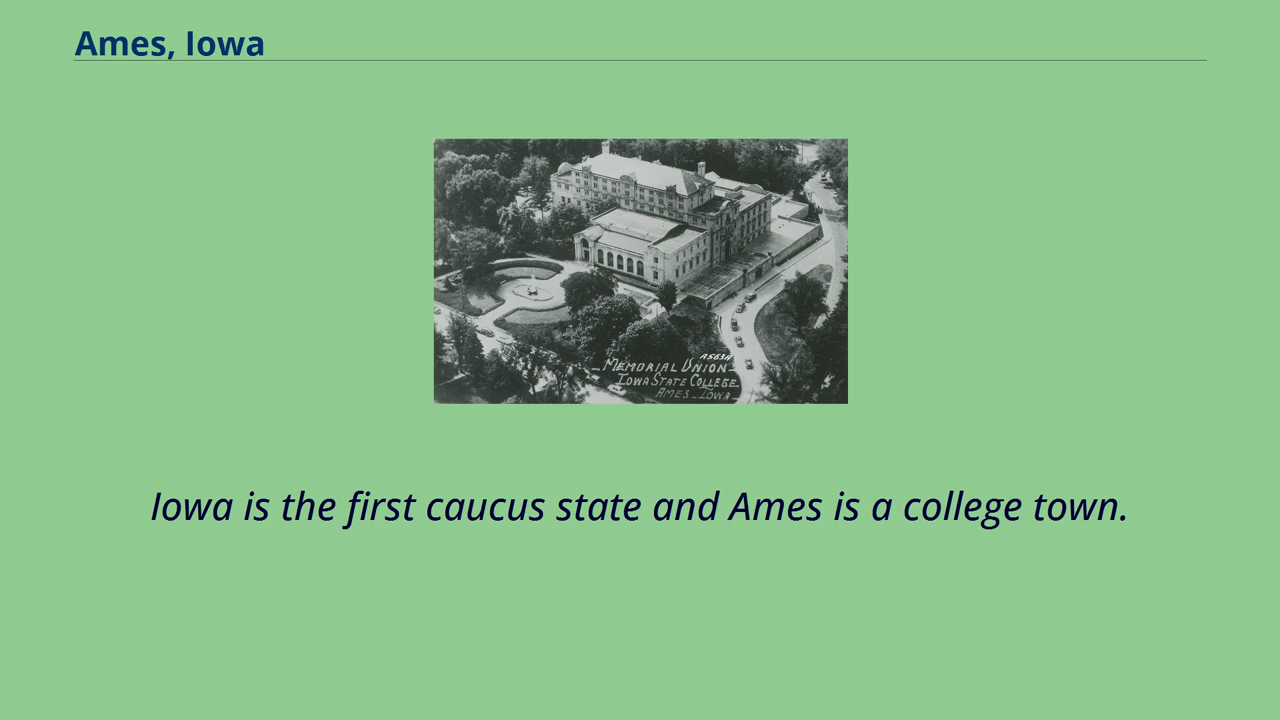 Ames, Iowa
A563A
Memorial Union
Iowa State College
Ames-Iowa
Iowa is the first caucus state and Ames is a college town.